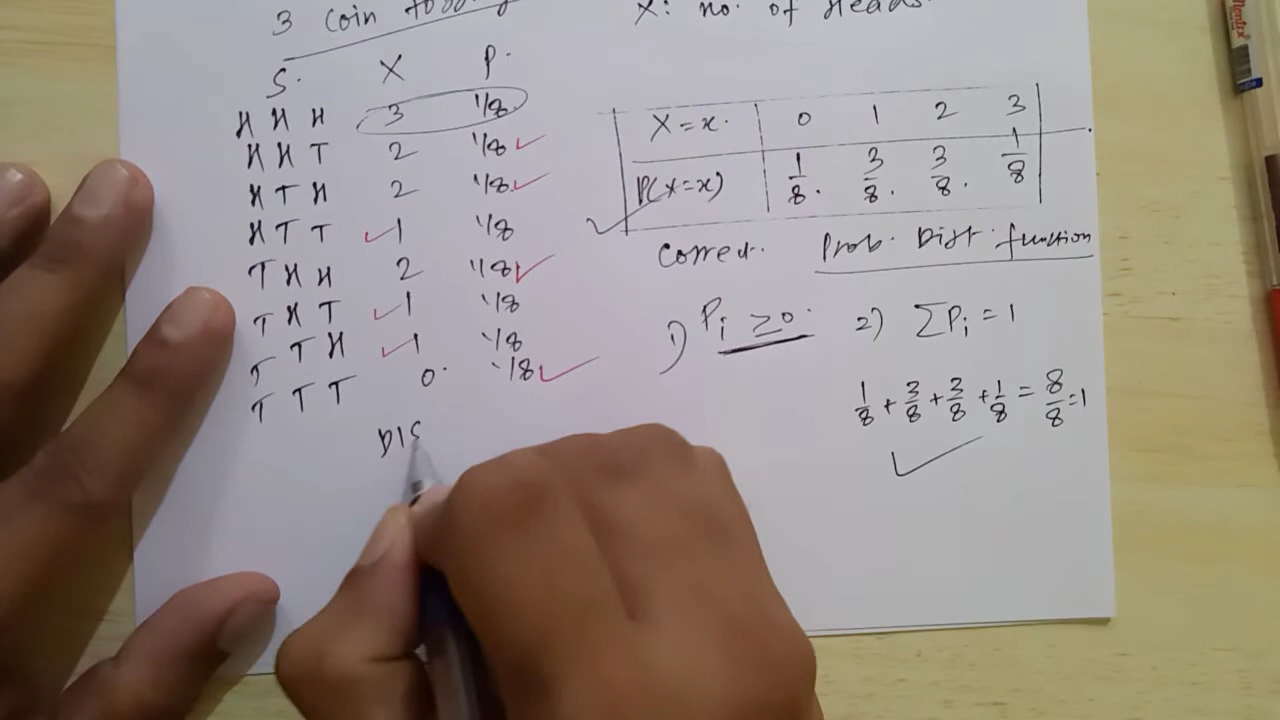 3 Coin
X: no. of Heads.
S. X P.
H H H 3 1/8.
H H T 2 1/8
H T H 2 1/8.
H T T 1 1/8
T H H 2 1/8
T H T 1 1/8
T T H 1 1/8
T T T 0. 1/8
X=x. 0 1 2 3
P(X=x) 1/8. 3/8. 3/8. 1/8
Correct. Prob. Dist. function
1) Pi ≥0. 2) ΣPi = 1
1/8 + 3/8 + 3/8 + 1/8 = 8/8 = 1
DIS
Mentex